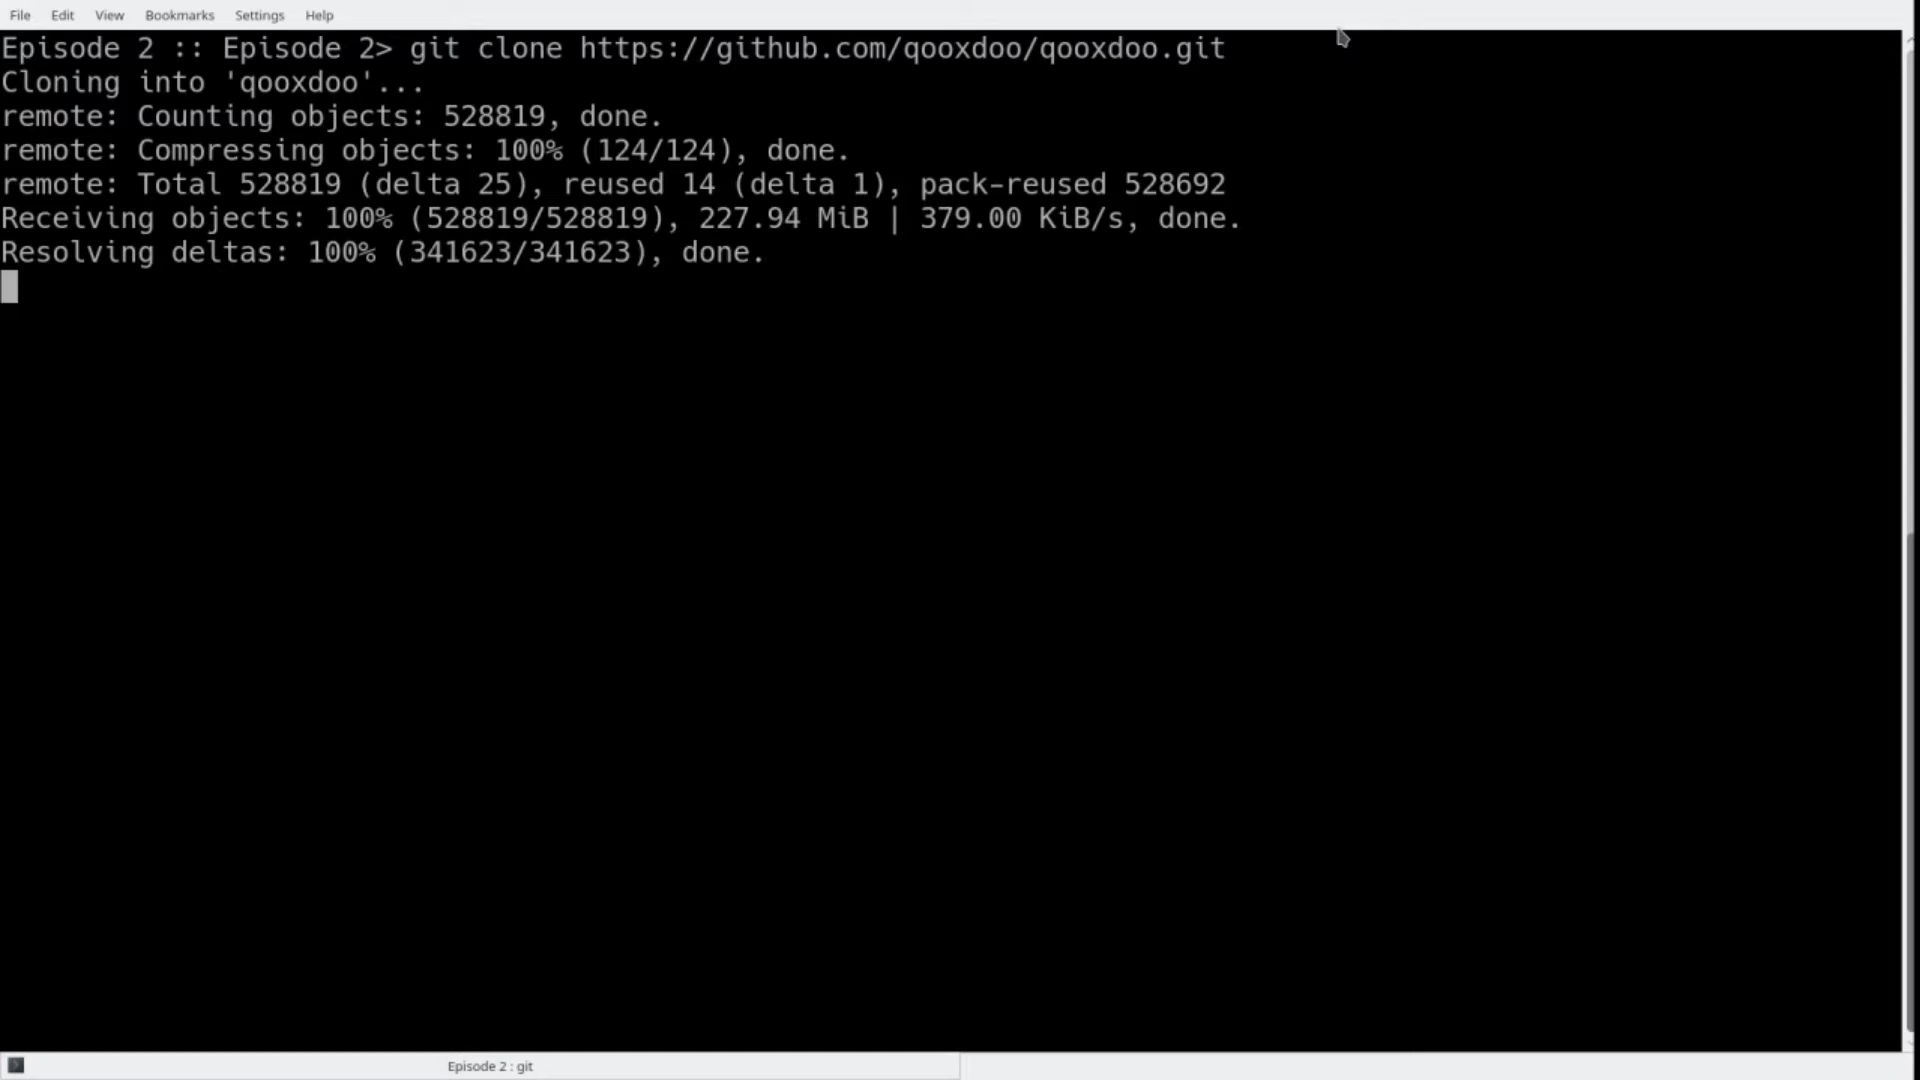 File Edit View Bookmarks Settings Help
Episode 2 :: Episode 2> git clone https://github.com/qooxdoo/qooxdoo.git
Cloning into 'qooxdoo'...
remote: Counting objects: 528819, done.
remote: Compressing objects: 100% (124/124), done.
remote: Total 528819 (delta 25), reused 14 (delta 1), pack-reused 528692
Receiving objects: 100% (528819/528819), 227.94 MiB | 379.00 KiB/s, done.
Resolving deltas: 100% (341623/341623), done.
Episode 2 : git